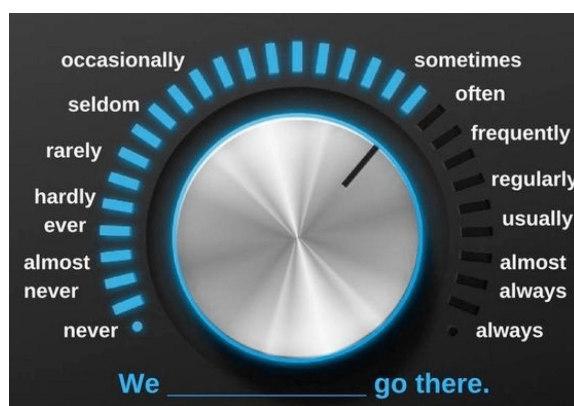 occasionally
seldom
rarely
hardly
ever
almost
never
never
sometimes
often
frequently
regularly
usually
almost
always
always
We ______________ go there.